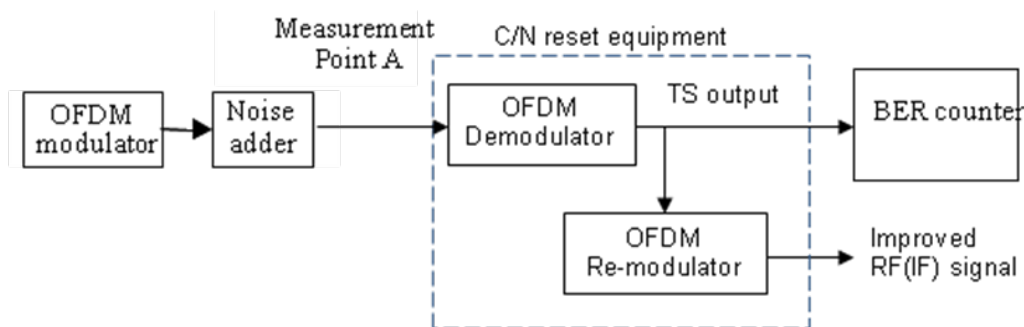 Measurement
Point A
C/N reset equipment
OFDM
modulator
Noise
adder
OFDM
Demodulator
TS output
BER counter
OFDM
Re-modulator
Improved
RF(IF) signal